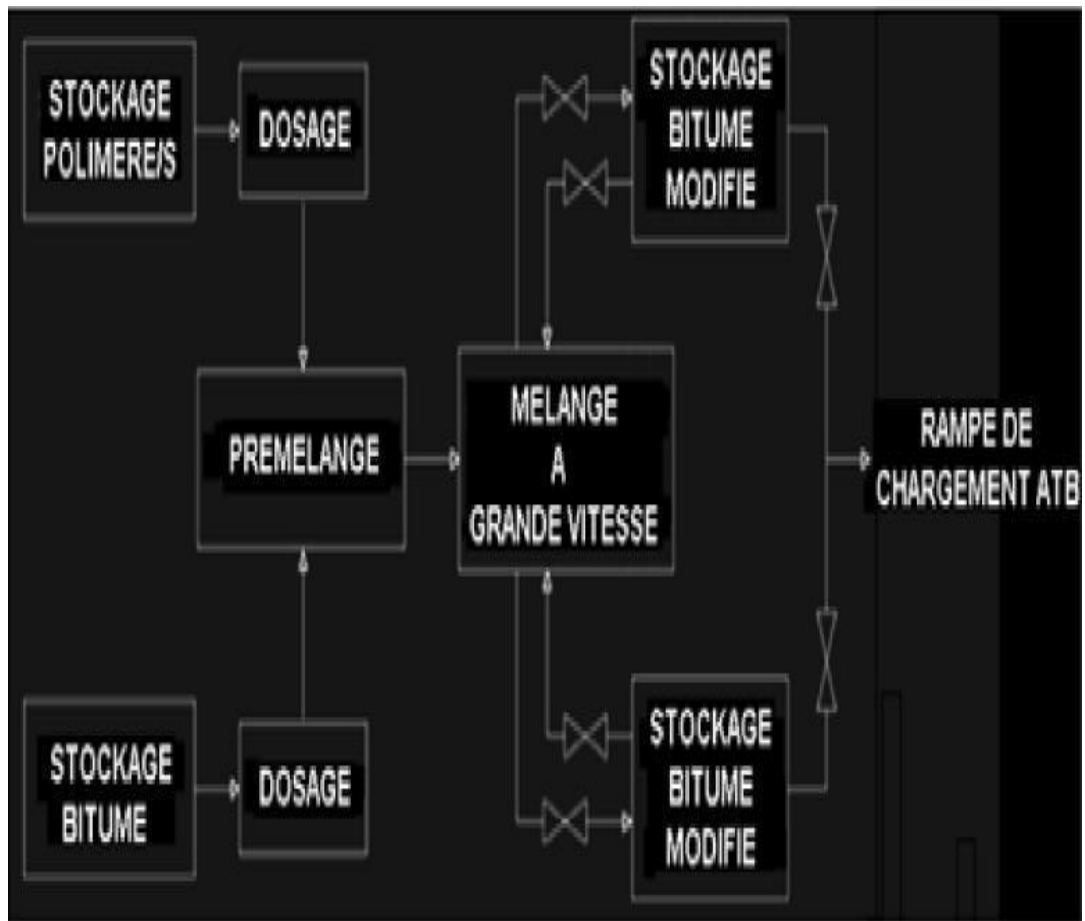 STOCKAGE
POLIMERE/S
DOSAGE
STOCKAGE
BITUME
MODIFIE
PREMELANGE
MELANGE
A
GRANDE VITESSE
RAMPE DE
CHARGEMENT ATB
STOCKAGE
BITUME
DOSAGE
STOCKAGE
BITUME
MODIFIE